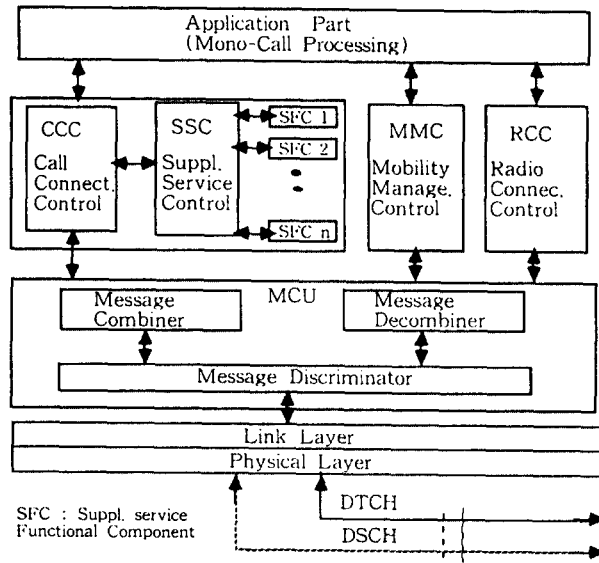 Application Part
(Mono-Call Processing)
CCC
Call
Connect.
Control
SSC
Suppl.
Service
Control
SFC 1
SFC 2
SFC n
MMC
Mobility
Manage.
Control
RCC
Radio
Connec.
Control
MCU
Message
Combiner
Message
Decombiner
Message Discriminator
Link Layer
Physical Layer
DTCH
DSCH
SFC : Suppl. service
Functional Component